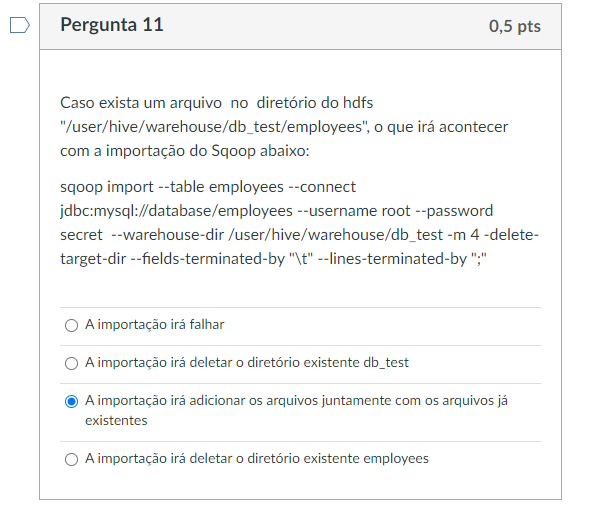 Pergunta 11
0,5 pts
Caso exista um arquivo no diretório do hdfs
"/user/hive/warehouse/db_test/employees", o que irá acontecer
com a importação do Sqoop abaixo:
sqoop import --table employees --connect
jdbc:mysql://database/employees --username root --password
secret --warehouse-dir /user/hive/warehouse/db_test -m 4 -delete-
target-dir --fields-terminated-by "\t" --lines-terminated-by ";"
A importação irá falhar
A importação irá deletar o diretório existente db_test
A importação irá adicionar os arquivos juntamente com os arquivos já
existentes
A importação irá deletar o diretório existente employees